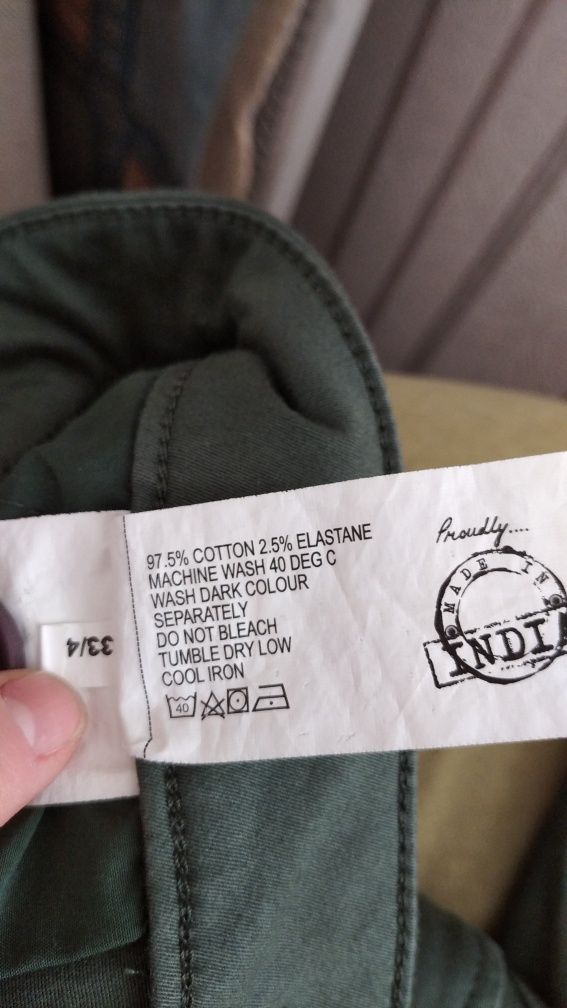 97.5% COTTON 2.5% ELASTANE
MACHINE WASH 40 DEG C
WASH DARK COLOUR
SEPARATELY
DO NOT BLEACH
TUMBLE DRY LOW
COOL IRON
40
Proudly....
MADE IN
INDIA
33/4